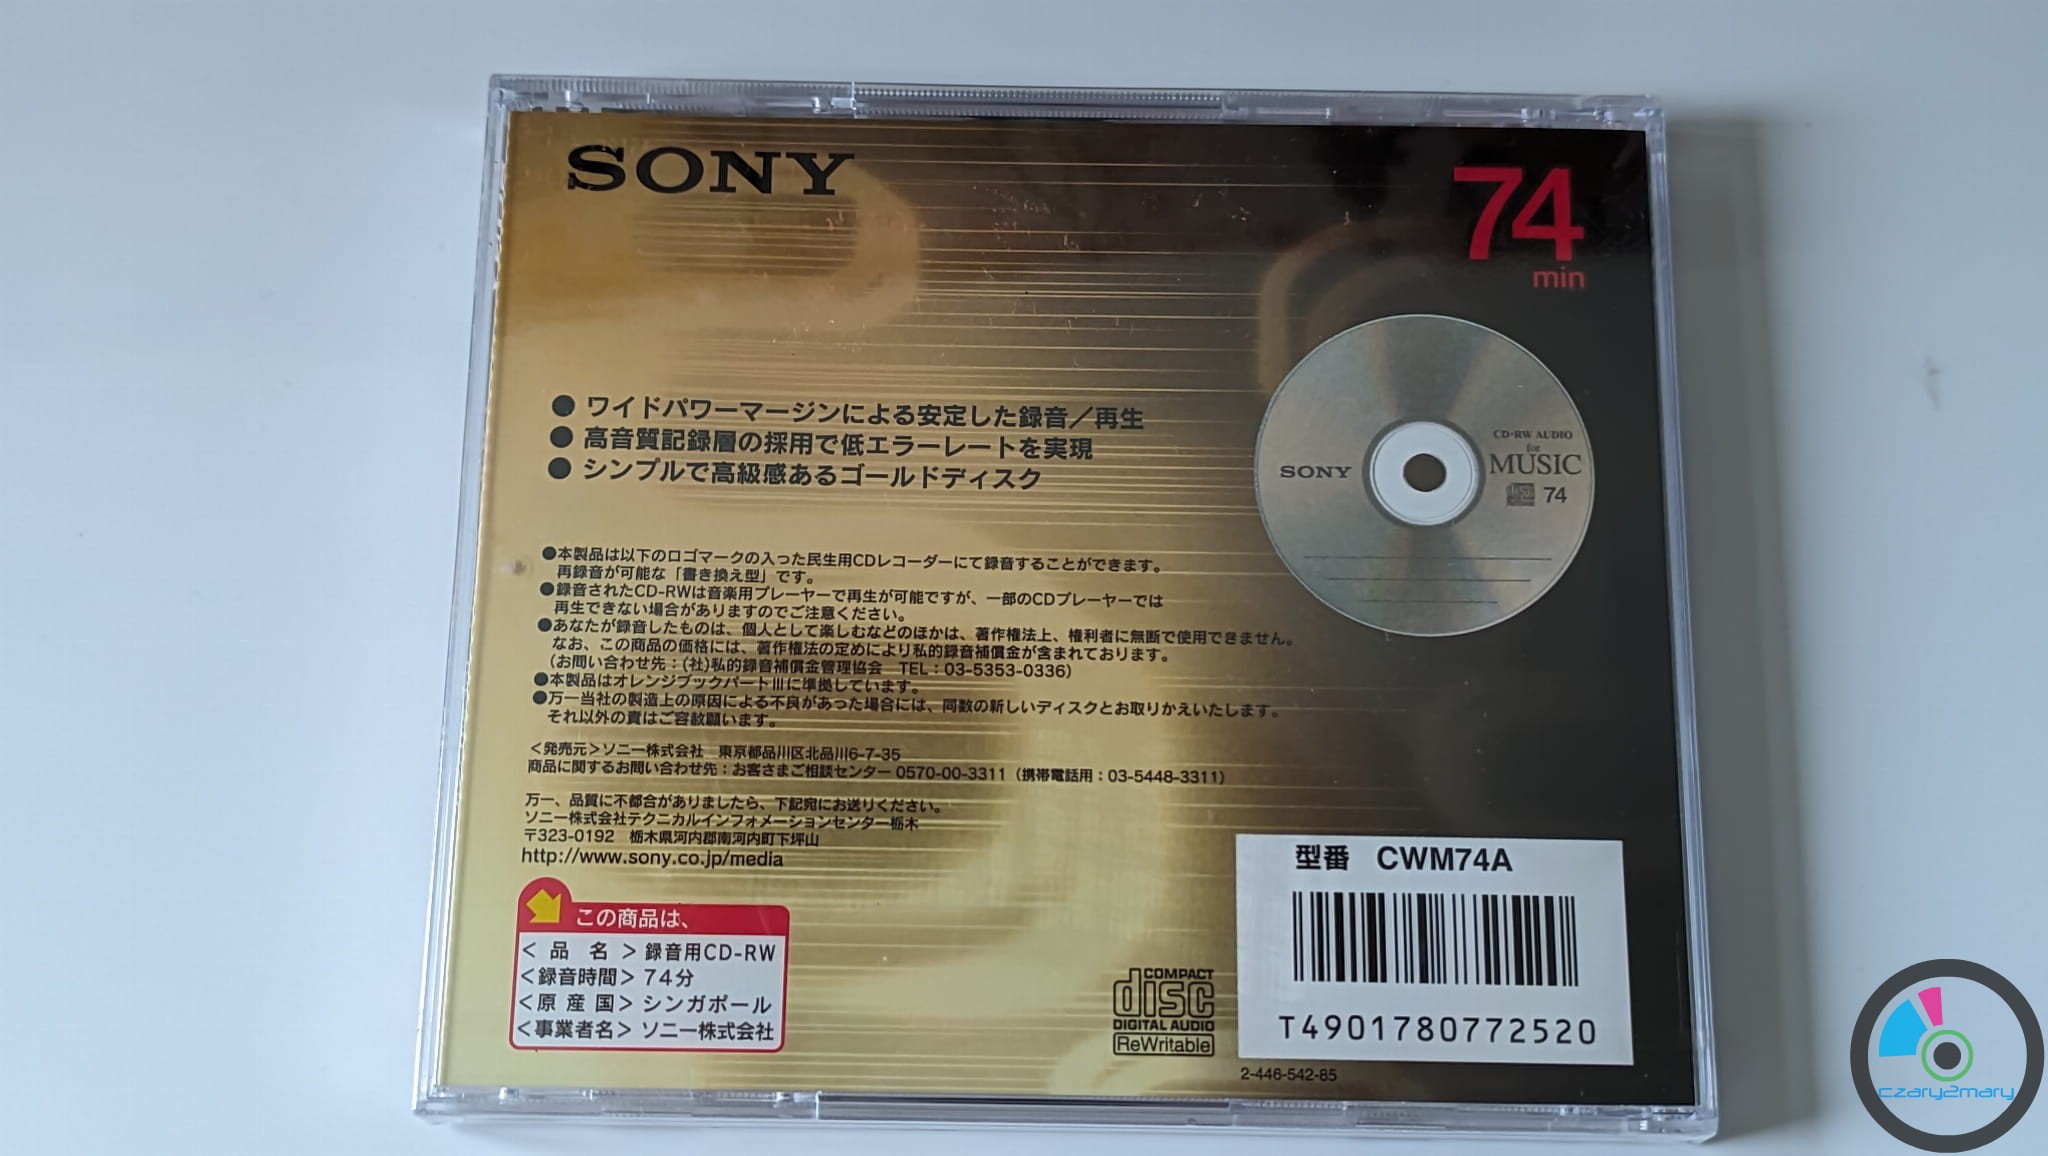 SONY
74
min
● ワイドパワーマージンによる安定した録音／再生
● 高音質記録層の採用で低エラーレートを実現
● シンプルで高級感あるゴールドディスク
SONY
CD-RW AUDIO
for
MUSIC
disc 74
●本製品は以下のロゴマークの入った民生用CDレコーダーにて録音することができます。
再録音が可能な「書き換え型」です。
●録音されたCD-RWは音楽用プレーヤーで再生が可能ですが、一部のCDプレーヤーでは
再生できない場合がありますのでご注意ください。
●あなたが録音したものは、個人として楽しむなどのほかは、著作権法上、権利者に無断で使用できません。
なお、この商品の価格には、著作権法の定めにより私的録音補償金が含まれております。
（お問い合わせ先：(社)私的録音補償金管理協会　TEL：03-5353-0336）
●本製品はオレンジブックパートⅢに準拠しています。
●万一当社の製造上の原因による不良があった場合には、同数の新しいディスクとお取りかえいたします。
それ以外の責はご容赦願います。
＜発売元＞ソニー株式会社　東京都品川区北品川6-7-35
商品に関するお問い合わせ先：お客さまご相談センター 0570-00-3311（携帯電話用：03-5448-3311）
万一、品質に不都合がありましたら、下記宛にお送りください。
ソニー株式会社テクニカルインフォメーションセンター栃木
〒323-0192　栃木県河内郡南河内町下坪山
http://www.sony.co.jp/media
この商品は、
＜品　名＞ 録音用CD-RW
＜録音時間＞ 74分
＜原産国＞ シンガポール
＜事業者名＞ ソニー株式会社
COMPACT
disc
DIGITAL AUDIO
ReWritable
型番　CWM74A
T4901780772520
2-446-542-85
czary2mary